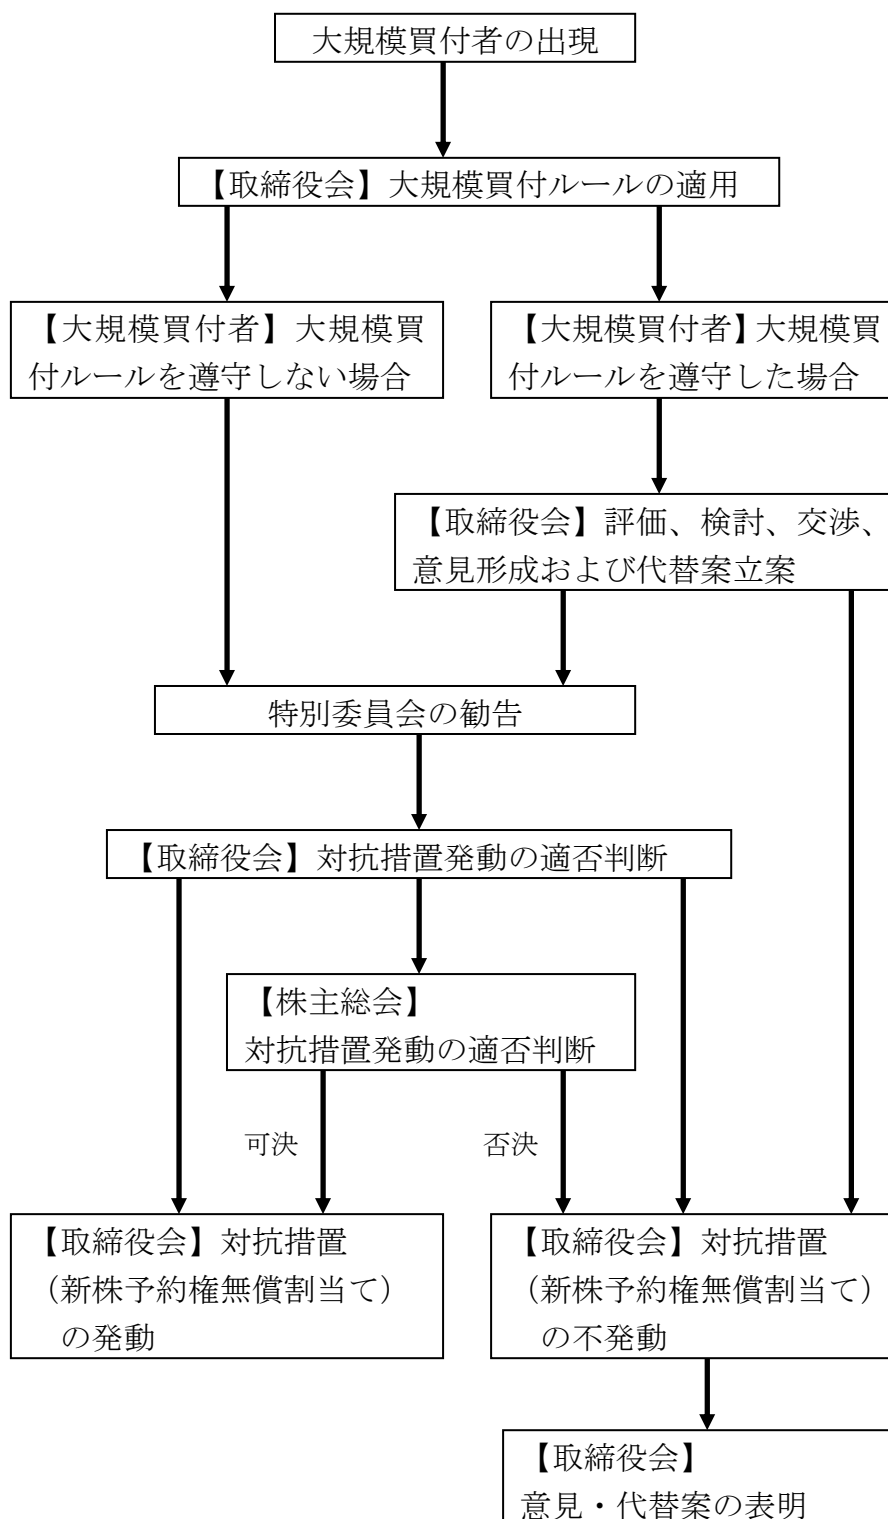 大規模買付者の出現
【取締役会】大規模買付ルールの適用
【大規模買付者】大規模買
付ルールを遵守しない場合
【大規模買付者】大規模買
付ルールを遵守した場合
【取締役会】評価、検討、交渉、
意見形成および代替案立案
特別委員会の勧告
【取締役会】対抗措置発動の適否判断
【株主総会】
対抗措置発動の適否判断
可決
否決
【取締役会】対抗措置
（新株予約権無償割当て）
の発動
【取締役会】対抗措置
（新株予約権無償割当て）
の不発動
【取締役会】
意見・代替案の表明